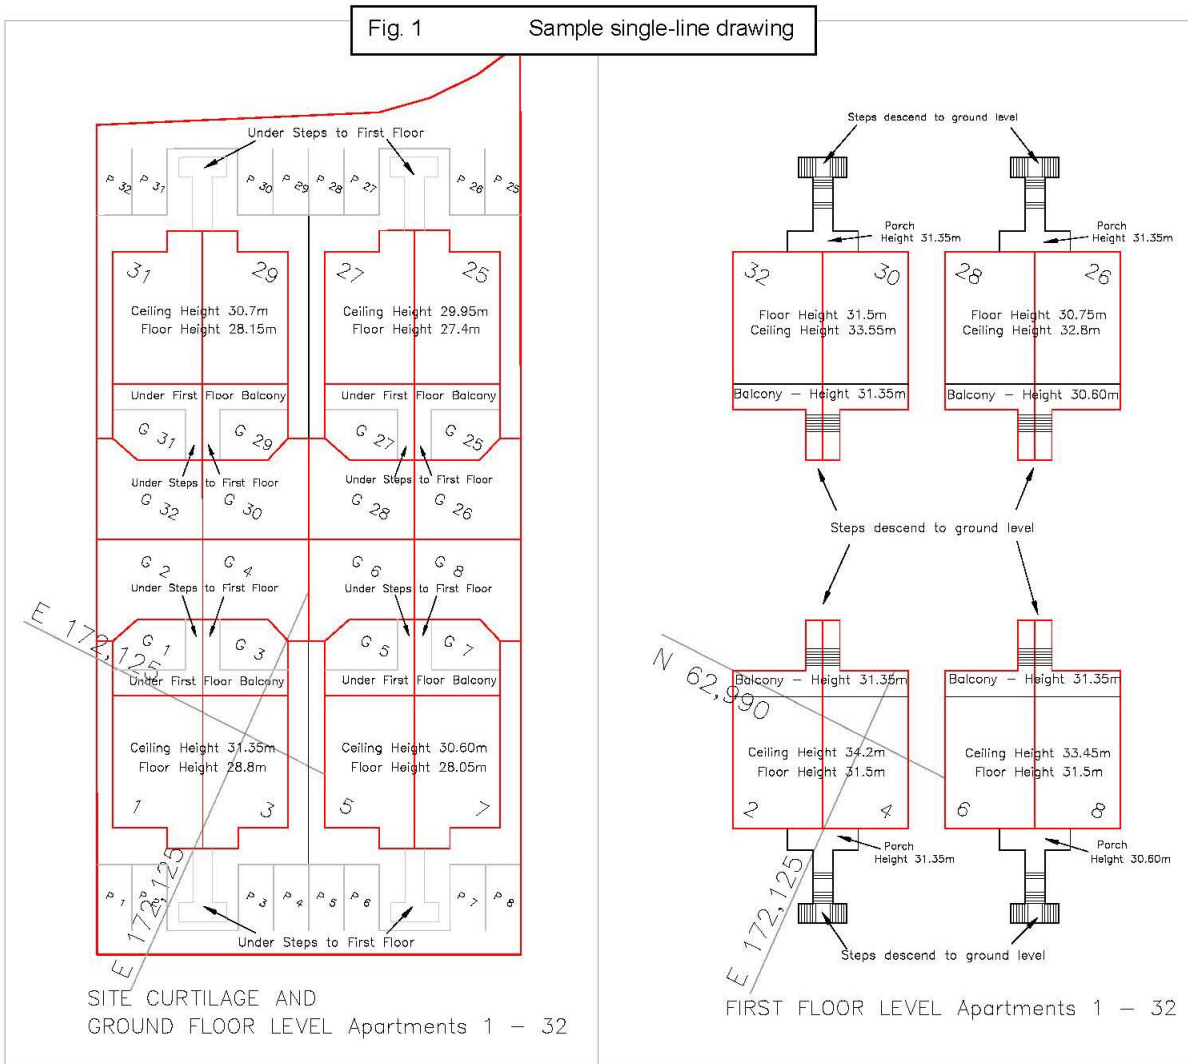 Fig. 1 Sample single-line drawing
Under Steps to First Floor
P 32
P 31
P 30
P 29
P 28
P 27
P 26
P 25
31
29
27
25
Ceiling Height 30.7m
Floor Height 28.15m
Ceiling Height 29.95m
Floor Height 27.4m
Under First Floor Balcony
Under First Floor Balcony
G 31
G 29
G 27
G 25
Under Steps to First Floor
Under Steps to First Floor
G 32
G 30
G 28
G 26
G 2
G 4
G 6
G 8
Under Steps to First Floor
Under Steps to First Floor
E 172,125
G 1
G 3
G 5
G 7
Under First Floor Balcony
Under First Floor Balcony
Ceiling Height 31.35m
Floor Height 28.8m
Ceiling Height 30.60m
Floor Height 28.05m
1
3
5
7
P 1
P 3
P 4
P 5
P 6
P 7
P 8
E 172,125
Under Steps to First Floor
SITE CURTILAGE AND
GROUND FLOOR LEVEL Apartments 1 – 32
Steps descend to ground level
Porch
Height 31.35m
Porch
Height 31.35m
32
30
28
26
Floor Height 31.5m
Ceiling Height 33.55m
Floor Height 30.75m
Ceiling Height 32.8m
Balcony – Height 31.35m
Balcony – Height 30.60m
Steps descend to ground level
N 62,990
Balcony – Height 31.35m
Balcony – Height 31.35m
Ceiling Height 34.2m
Floor Height 31.5m
Ceiling Height 33.45m
Floor Height 31.5m
2
4
6
8
Porch
Height 31.35m
Porch
Height 30.60m
E 172,125
Steps descend to ground level
FIRST FLOOR LEVEL Apartments 1 – 32